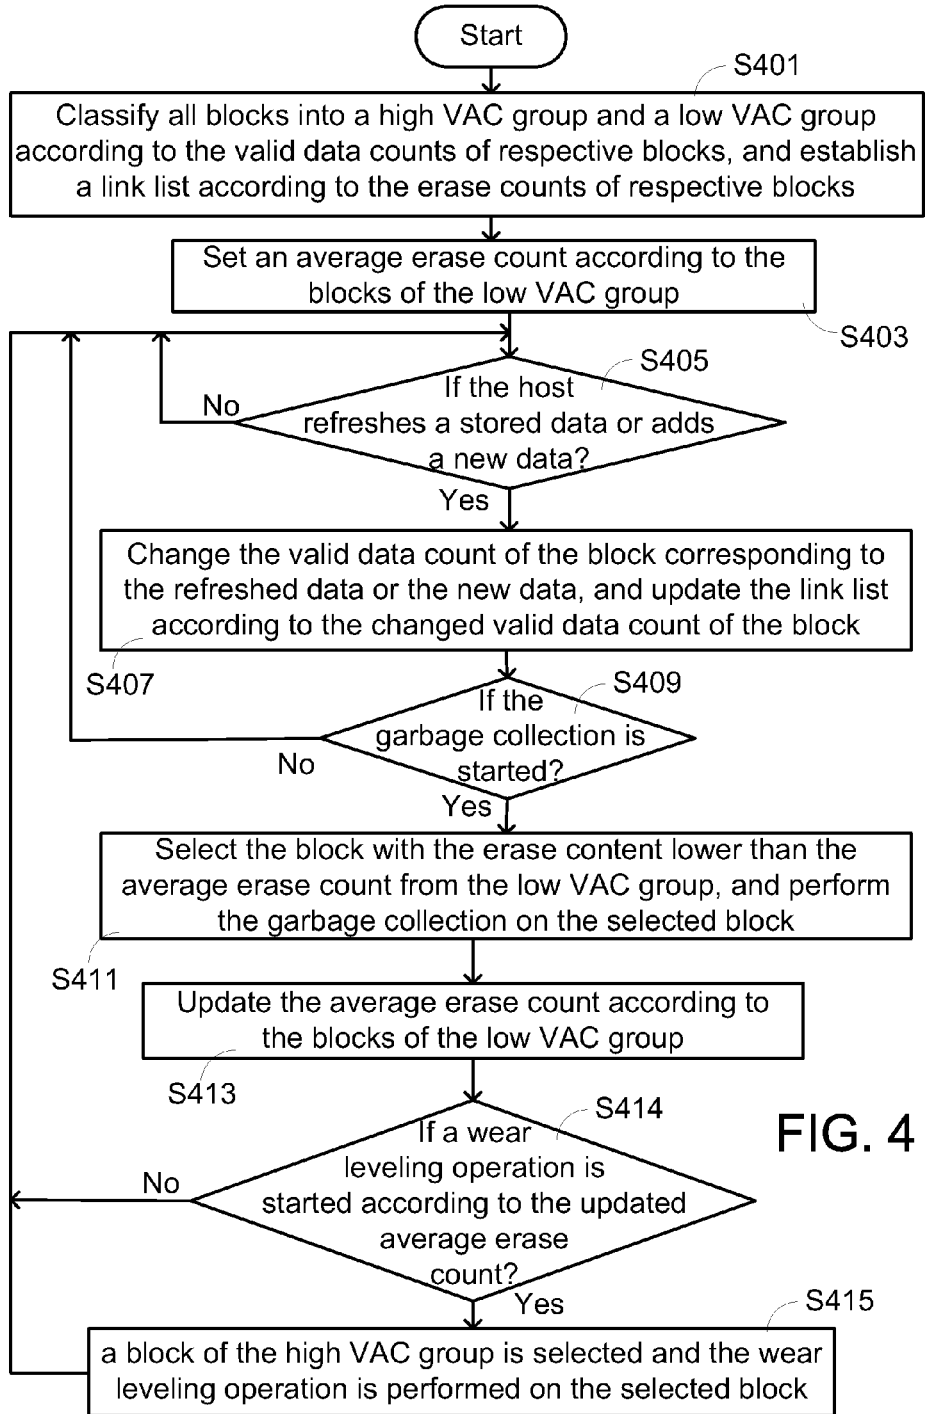 Start
S401
Classify all blocks into a high VAC group and a low VAC group
according to the valid data counts of respective blocks, and establish
a link list according to the erase counts of respective blocks
Set an average erase count according to the
blocks of the low VAC group
S403
S405
If the host
refreshes a stored data or adds
a new data?
No
Yes
Change the valid data count of the block corresponding to
the refreshed data or the new data, and update the link list
according to the changed valid data count of the block
S407
S409
If the
garbage collection is
started?
No
Yes
Select the block with the erase content lower than the
average erase count from the low VAC group, and perform
the garbage collection on the selected block
S411
Update the average erase count according to
the blocks of the low VAC group
S413
S414
If a wear
leveling operation is
started according to the updated
average erase
count?
No
Yes
FIG. 4
S415
a block of the high VAC group is selected and the wear
leveling operation is performed on the selected block